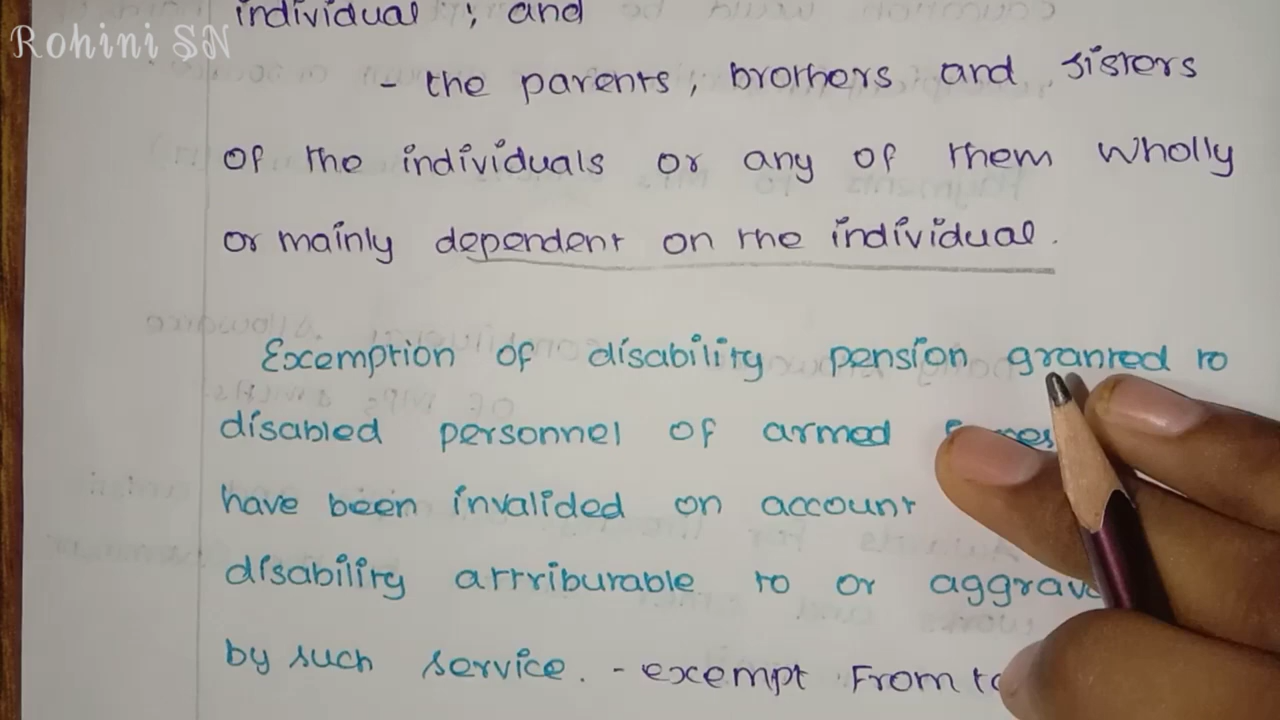 individual ; and
Rohini SN
- the parents, brothers and sisters
of the individuals or any of them wholly
or mainly dependent on the individual.
Exemption of disability pension granted to
disabled personnel of armed
have been invalided on account
disability attributable to or
by such service. - exempt From